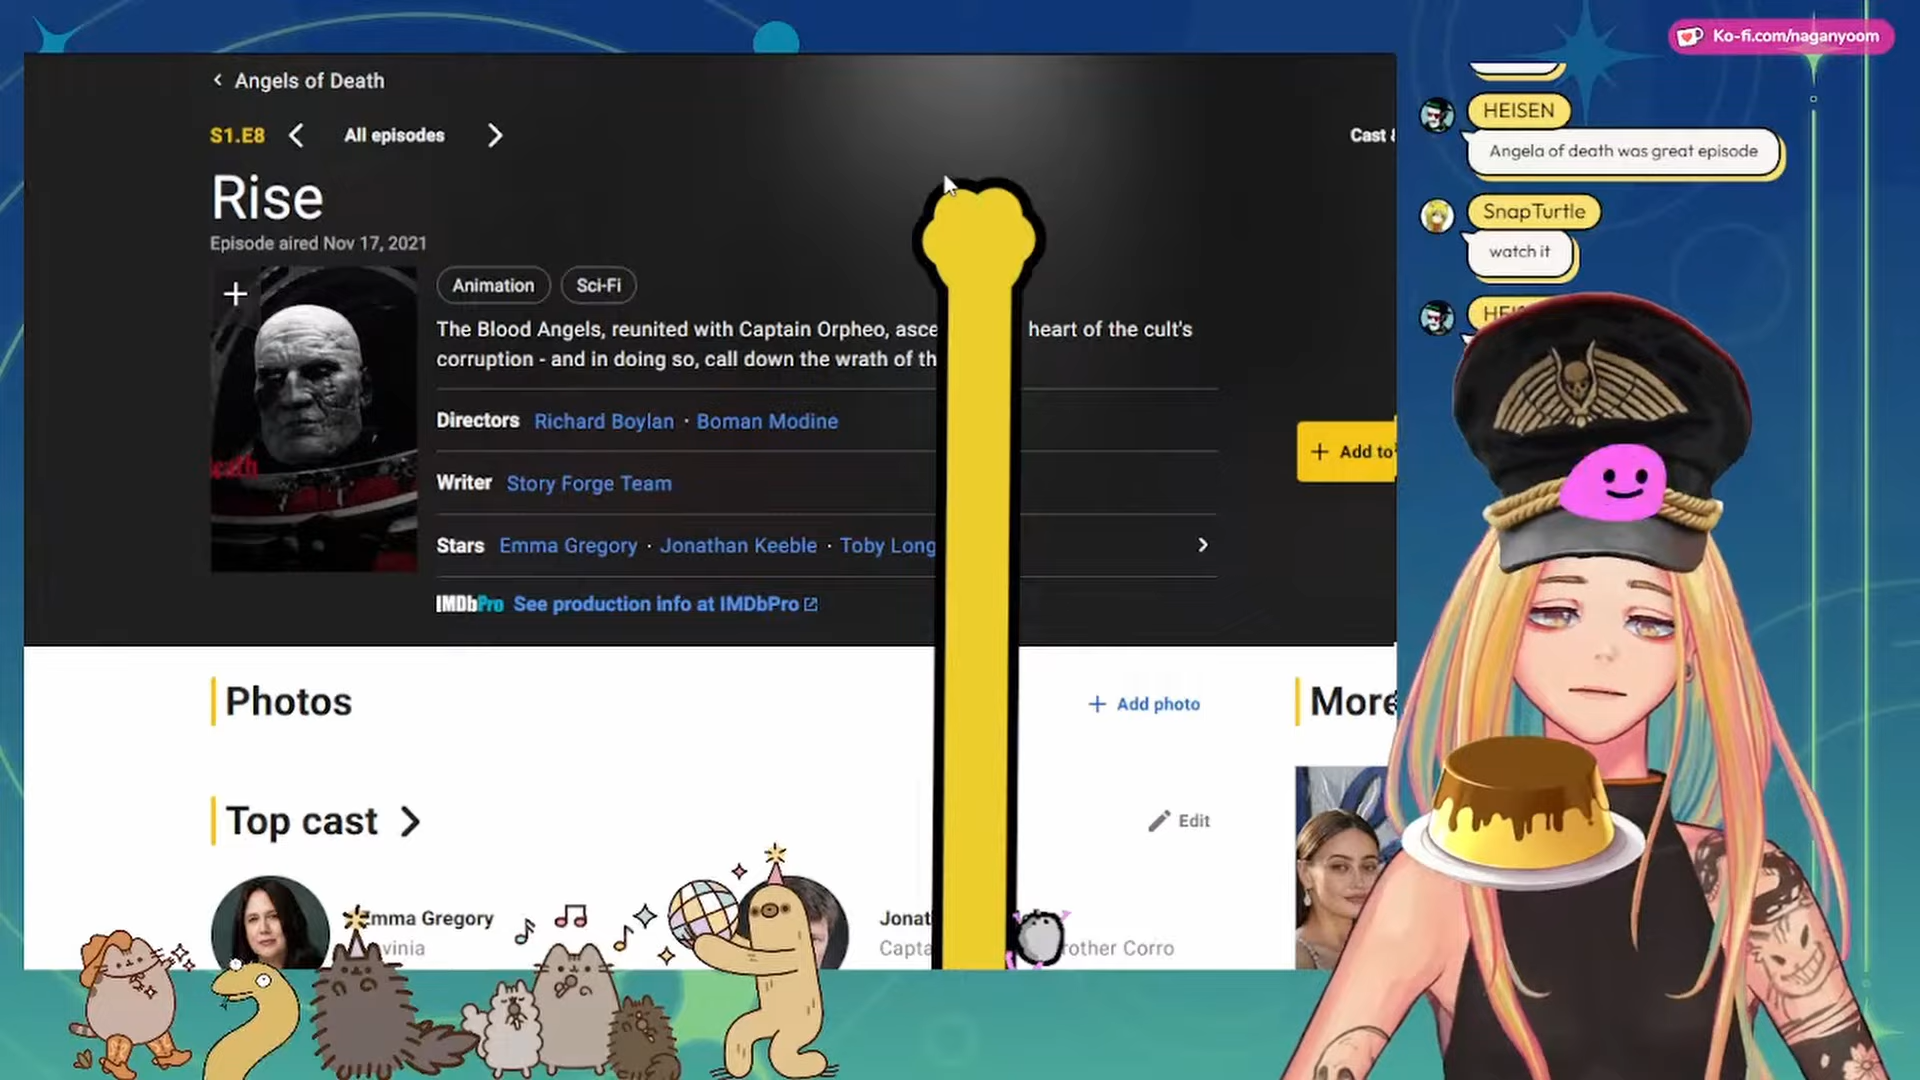 Ko-fi.com/naganyoom
Angels of Death
S1.E8
All episodes
Cast &
Rise
Episode aired Nov 17, 2021
Animation
Sci-Fi
The Blood Angels, reunited with Captain Orpheo, asce heart of the cult's
corruption - and in doing so, call down the wrath of th
Directors Richard Boylan · Boman Modine
Add to
Writer Story Forge Team
Stars Emma Gregory · Jonathan Keeble · Toby Long
IMDbPro See production info at IMDbPro
Photos
Add photo
More
Top cast
Edit
Emma Gregory
vinia
Jonat
Capta rother Corro
HEISEN
Angela of death was great episode
SnapTurtle
watch it
HEI